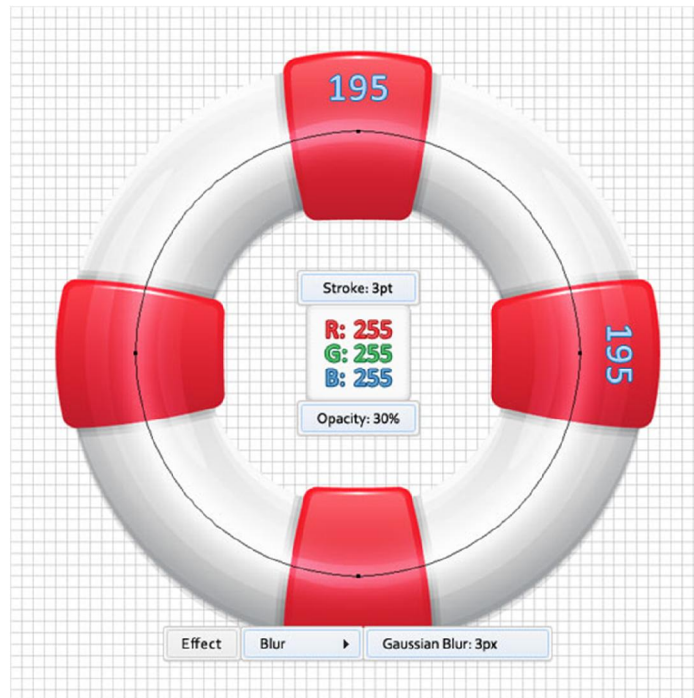 195
Stroke: 3pt
R: 255
G: 255
B: 255
195
Opacity: 30%
Effect Blur Gaussian Blur: 3px